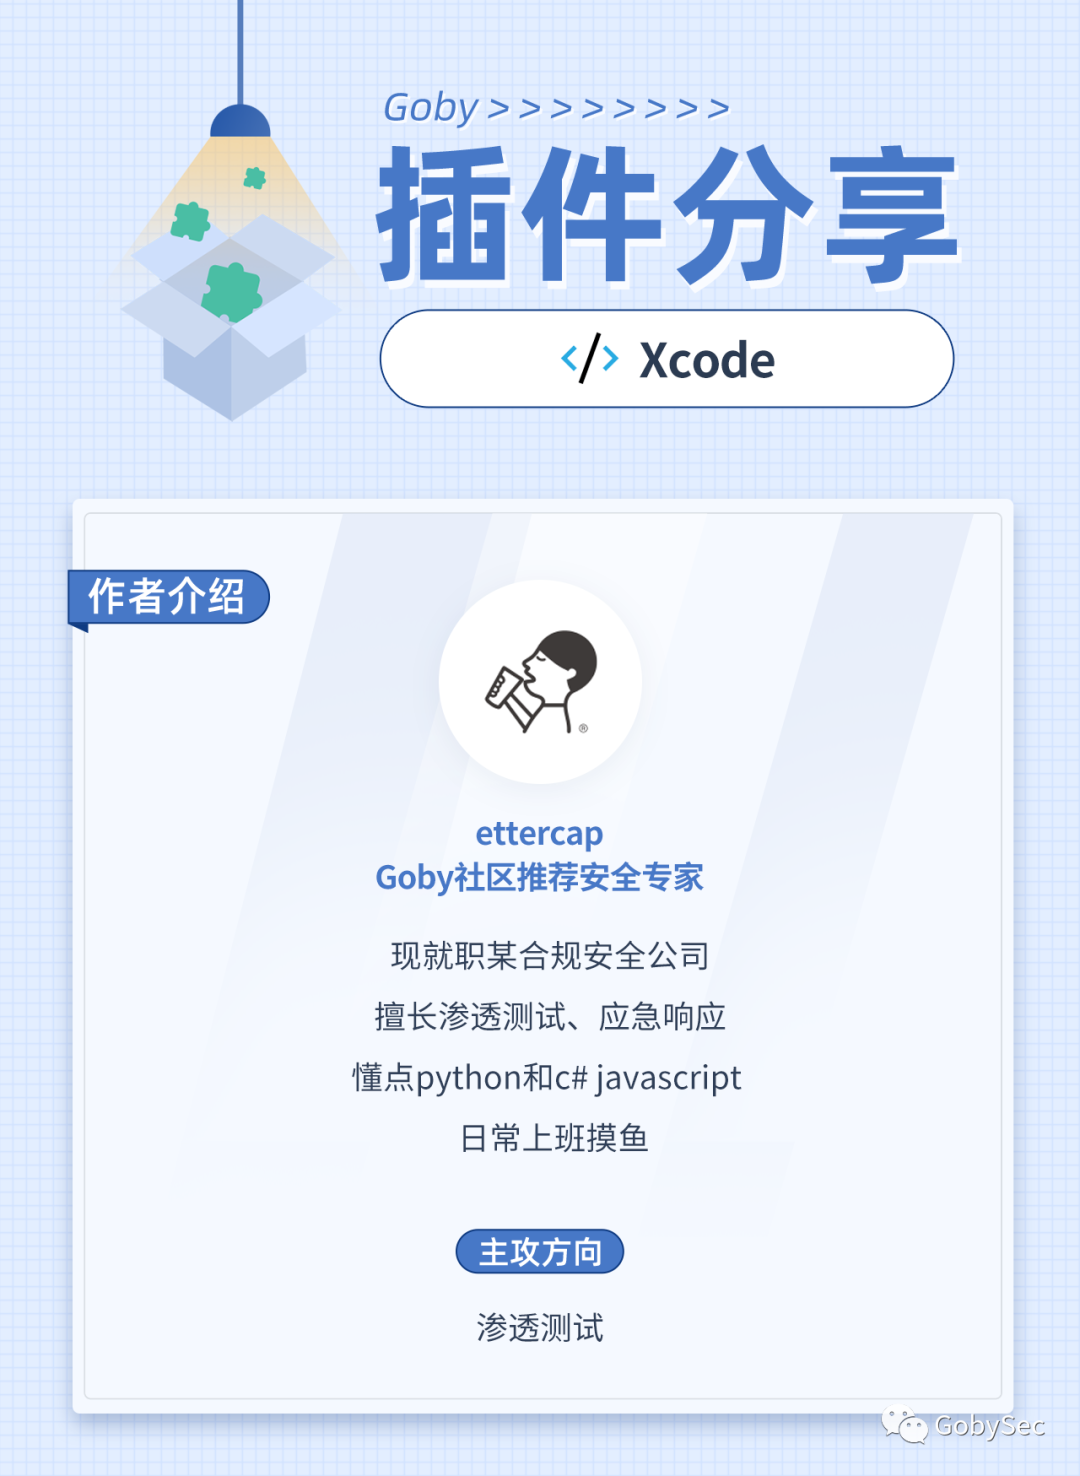 Goby>>>>>>>>
插件分享
</> Xcode
作者介绍
®
ettercap
Goby社区推荐安全专家
现就职某合规安全公司
擅长渗透测试、应急响应
懂点python和c# javascript
日常上班摸鱼
主攻方向
渗透测试
GobySec